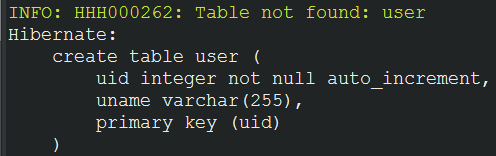 INFO: HHH000262: Table not found: user
Hibernate:
    create table user (
        uid integer not null auto_increment,
        uname varchar(255),
        primary key (uid)
    )